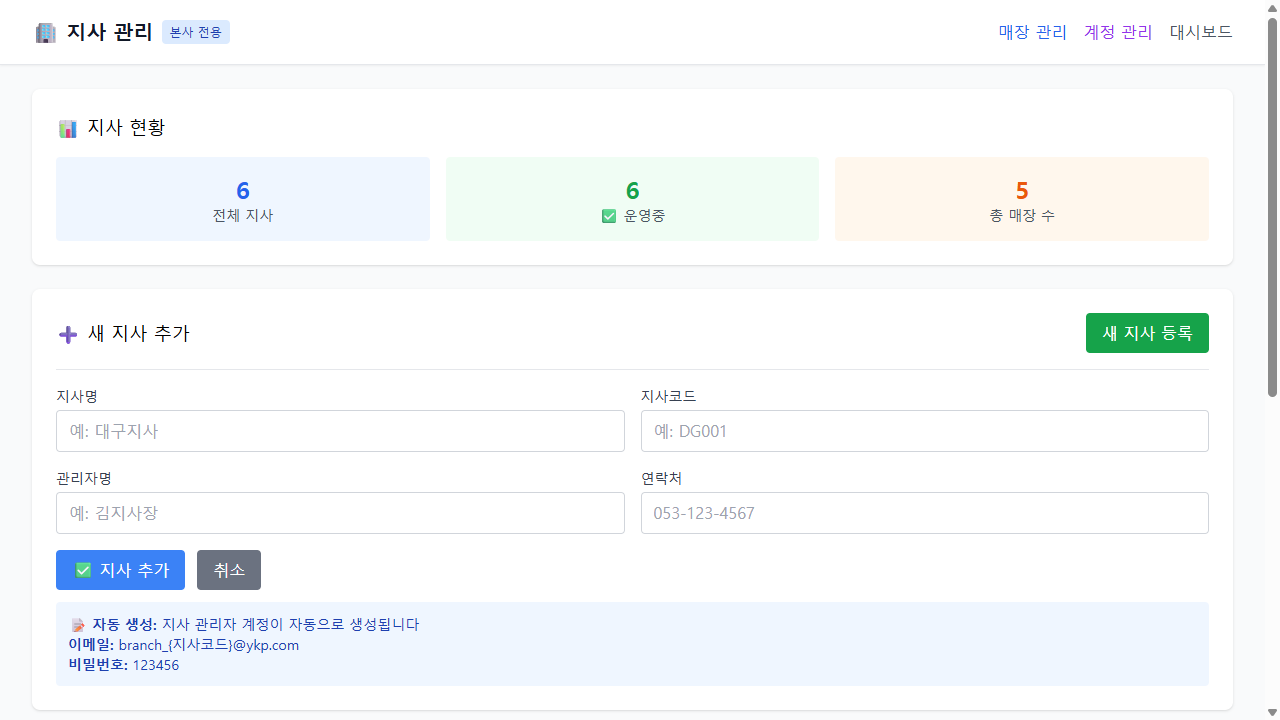 지사 관리 본사 전용 매장 관리 계정 관리 대시보드
지사 현황
6 6 5
전체 지사 ✅ 운영중 총 매장 수
새 지사 추가 새 지사 등록
지사명 지사코드
예: 대구지사 예: DG001
관리자명 연락처
예: 김지사장 053-123-4567
✅ 지사 추가 취소
📝 자동 생성: 지사 관리자 계정이 자동으로 생성됩니다
이메일: branch_{지사코드}@ykp.com
비밀번호: 123456